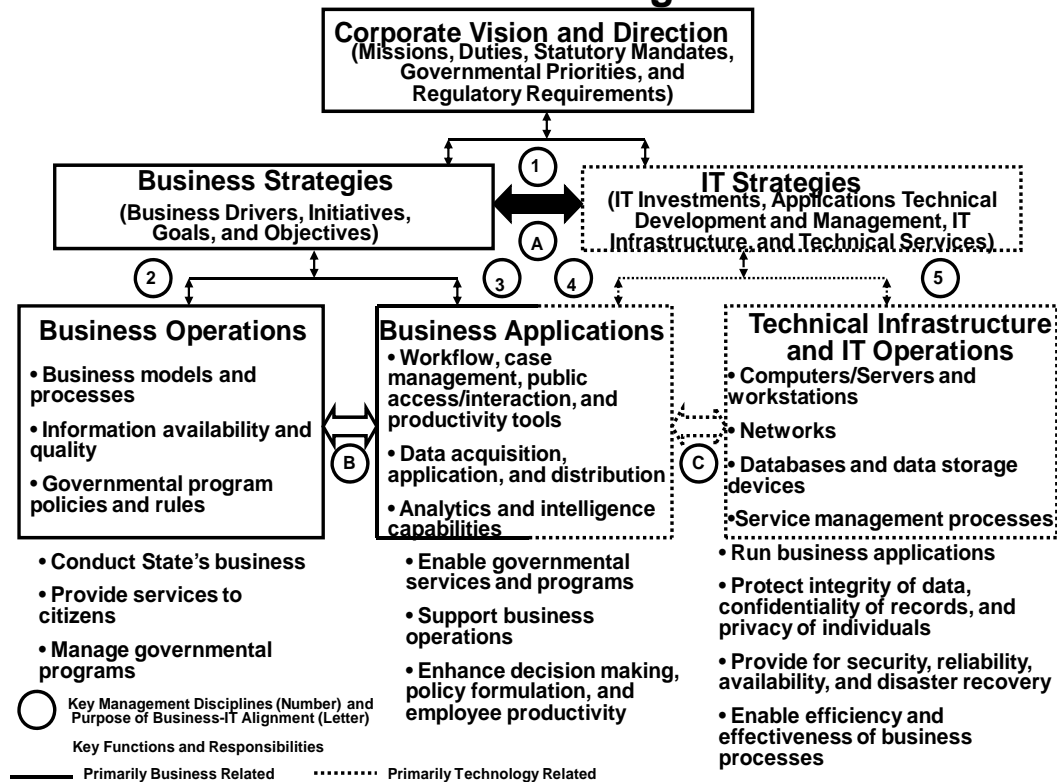 Corporate Vision and Direction
(Missions, Duties, Statutory Mandates,
Governmental Priorities, and
Regulatory Requirements)
1
Business Strategies
(Business Drivers, Initiatives,
Goals, and Objectives)
IT Strategies
(IT Investments, Applications Technical
Development and Management, IT
Infrastructure, and Technical Services)
A
2
3
4
5
Business Operations
• Business models and
processes
• Information availability and
quality
• Governmental program
policies and rules
B
Business Applications
• Workflow, case
management, public
access/interaction, and
productivity tools
• Data acquisition,
application, and distribution
• Analytics and intelligence
capabilities
C
Technical Infrastructure
and IT Operations
• Computers/Servers and
workstations
• Networks
• Databases and data storage
devices
•Service management processes
• Conduct State's business
• Provide services to
citizens
• Manage governmental
programs
• Enable governmental
services and programs
• Support business
operations
• Enhance decision making,
policy formulation, and
employee productivity
• Run business applications
• Protect integrity of data,
confidentiality of records, and
privacy of individuals
• Provide for security, reliability,
availability, and disaster recovery
• Enable efficiency and
effectiveness of business
processes
Key Management Disciplines (Number) and
Purpose of Business-IT Alignment (Letter)
Key Functions and Responsibilities
Primarily Business Related
Primarily Technology Related